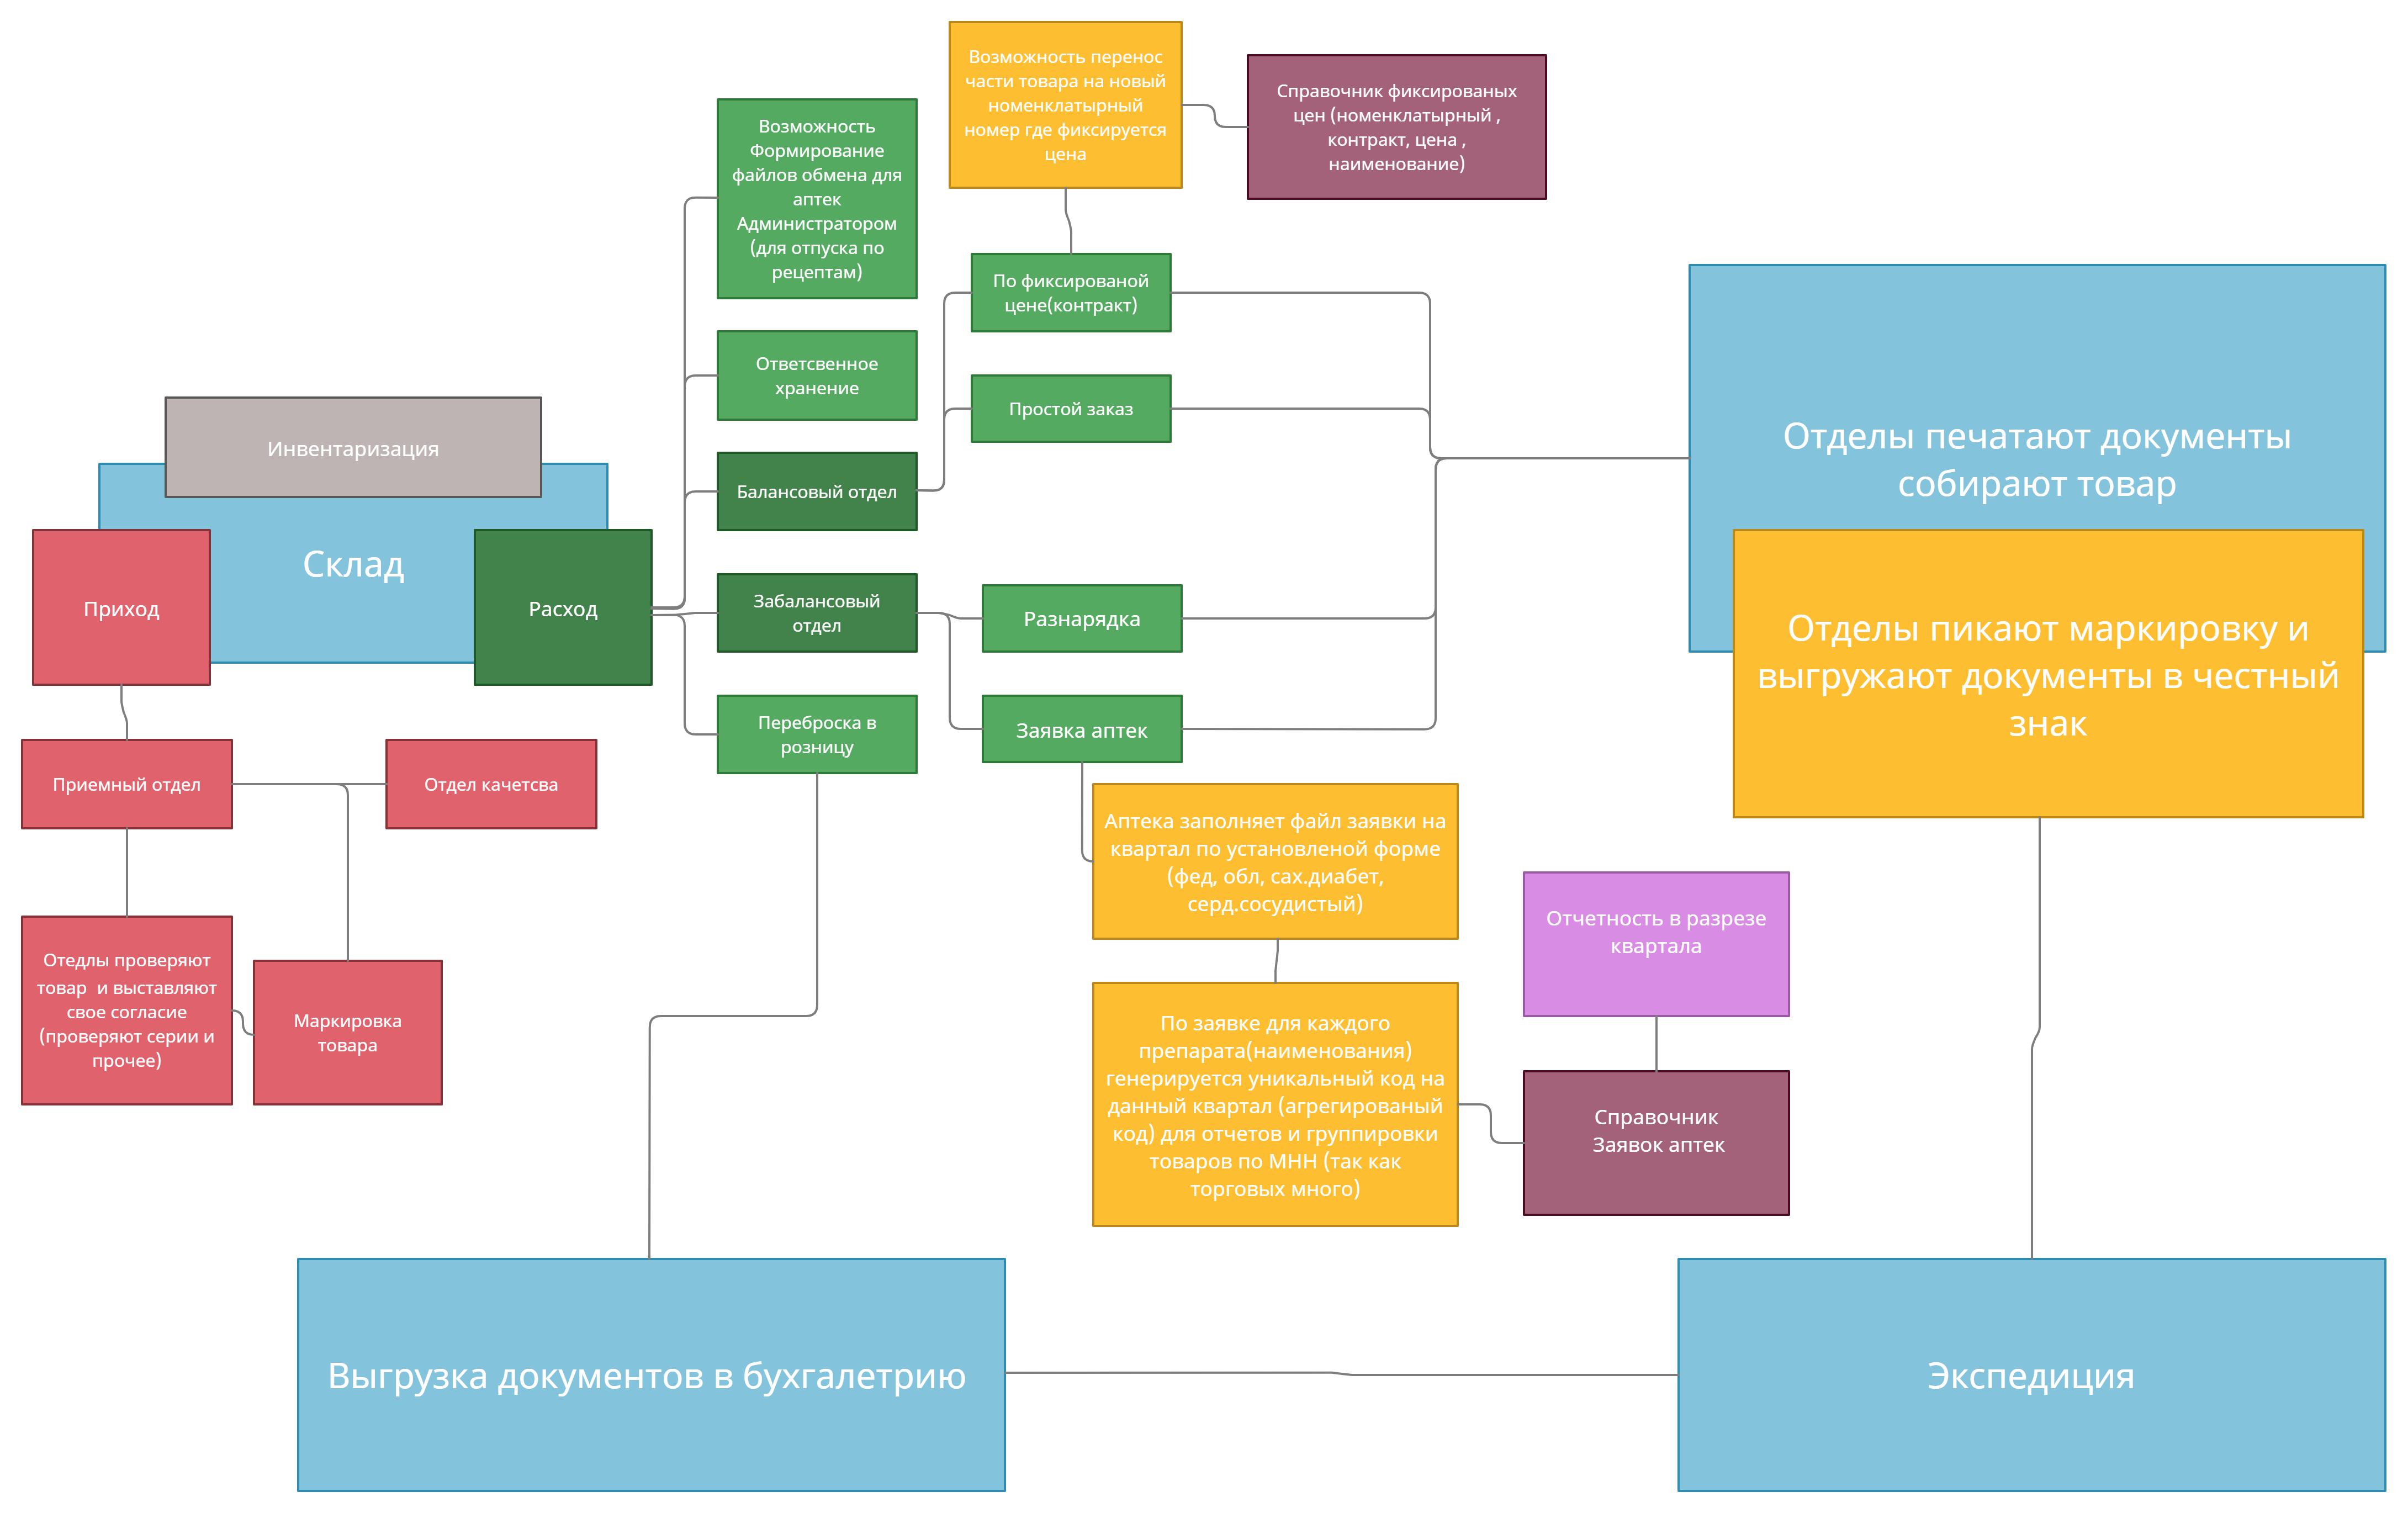 Возможность перенос
части товара на новый
номенклатырный
номер где фиксируется
цена
Справочник фиксированых
цен (номенклатырный ,
контракт, цена ,
наименование)
Возможность
Формирование
файлов обмена для
аптек
Администратором
(для отпуска по
рецептам)
По фиксированой
цене(контракт)
Ответсвенное
хранение
Простой заказ
Инвентаризация
Балансовый отдел
Отделы печатают документы
собирают товар
Склад
Приход
Расход
Забалансовый
отдел
Разнарядка
Отделы пикают маркировку и
выгружают документы в честный
знак
Переброска в
розницу
Заявка аптек
Приемный отдел
Отдел качетсва
Аптека заполняет файл заявки на
квартал по установленой форме
(фед, обл, сах.диабет,
серд.сосудистый)
Отчетность в разрезе
квартала
Отедлы проверяют
товар  и выставляют
свое согласие
(проверяют серии и
прочее)
Маркировка
товара
По заявке для каждого
препарата(наименования)
генерируется уникальный код на
данный квартал (агрегированый
код) для отчетов и группировки
товаров по МНН (так как
торговых много)
Справочник
Заявок аптек
Выгрузка документов в бухгалетрию
Экспедиция